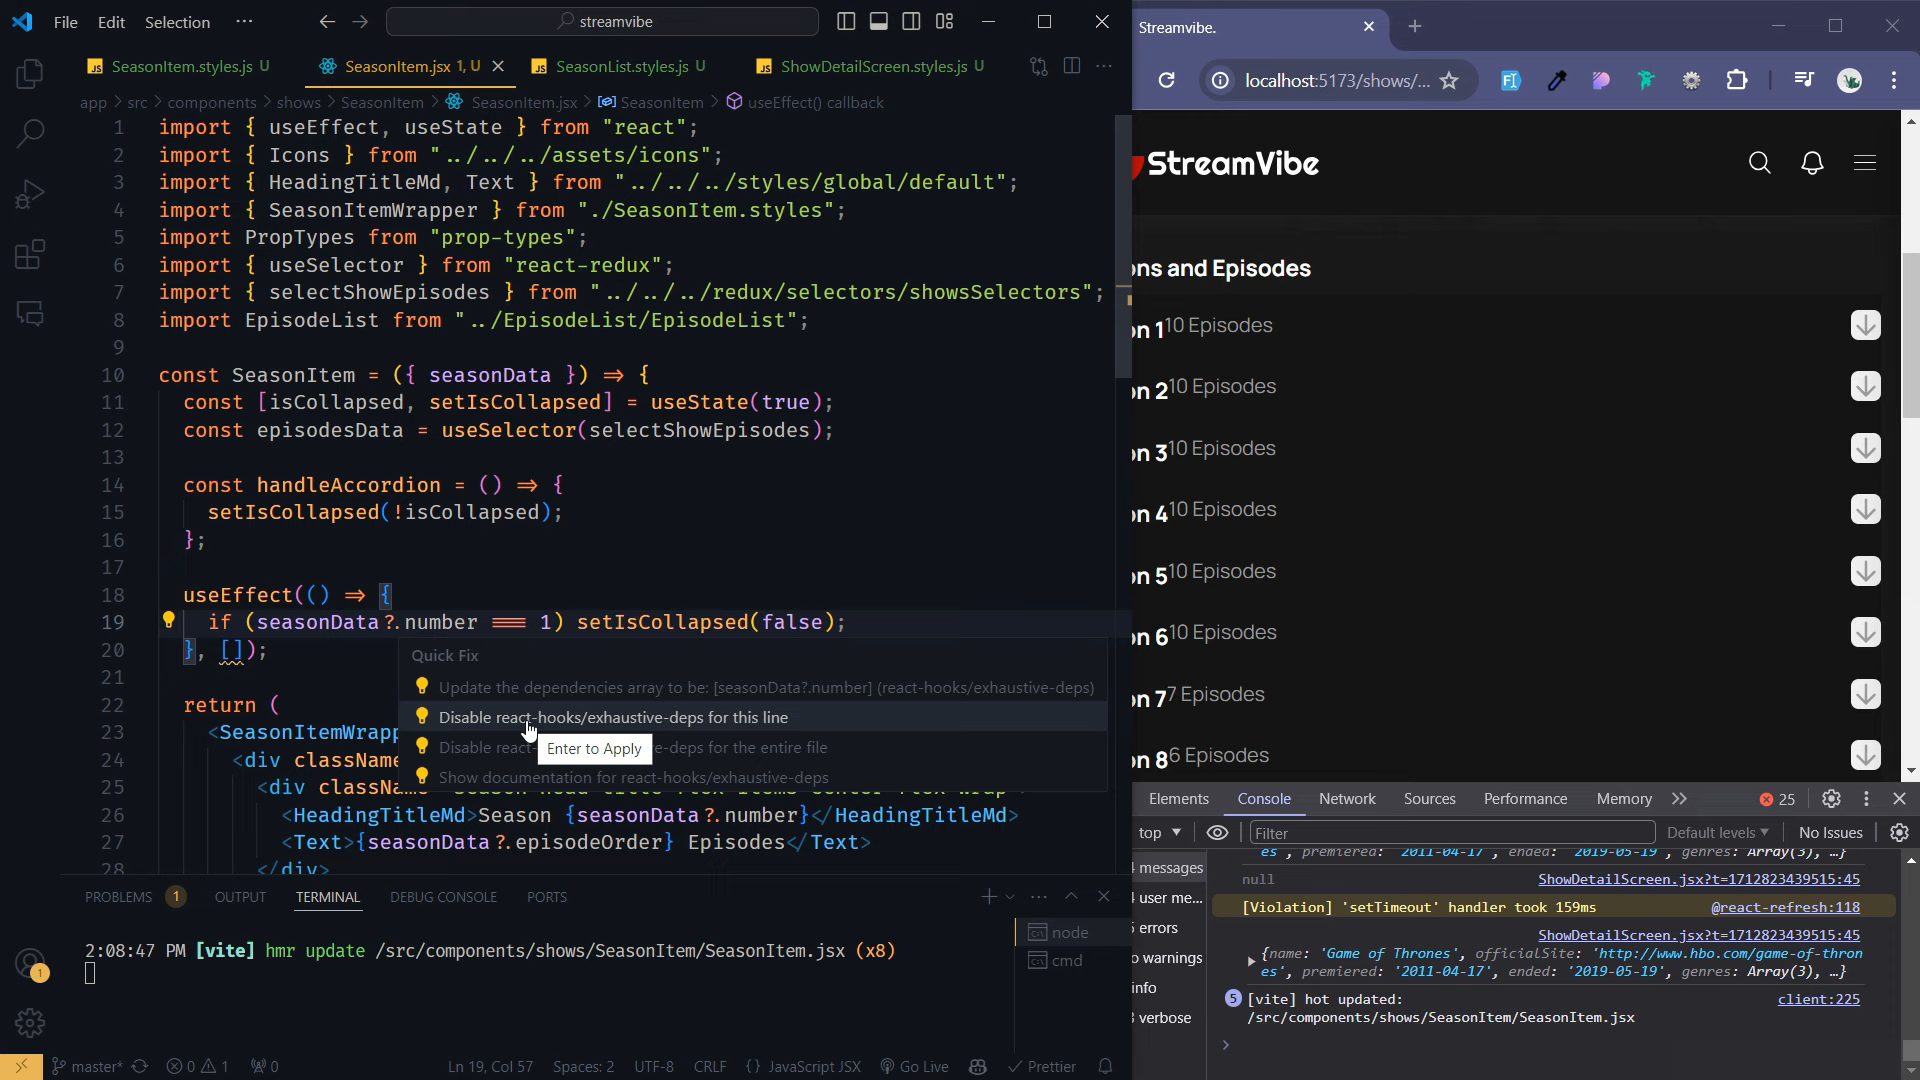 File Edit Selection ···
streamvibe
SeasonItem.styles.js U
SeasonItem.jsx 1, U
SeasonList.styles.js U
ShowDetailScreen.styles.js U
app > src > components > shows > SeasonItem > SeasonItem.jsx > SeasonItem > useEffect() callback
1 import { useEffect, useState } from "react";
2 import { Icons } from "../../../assets/icons";
3 import { HeadingTitleMd, Text } from "../../../styles/global/default";
4 import { SeasonItemWrapper } from "./SeasonItem.styles";
5 import PropTypes from "prop-types";
6 import { useSelector } from "react-redux";
7 import { selectShowEpisodes } from "../../../redux/selectors/showsSelectors";
8 import EpisodeList from "../EpisodeList/EpisodeList";
9
10 const SeasonItem = ({ seasonData }) => {
11 const [isCollapsed, setIsCollapsed] = useState(true);
12 const episodesData = useSelector(selectShowEpisodes);
13
14 const handleAccordion = () => {
15 setIsCollapsed(!isCollapsed);
16 };
17
18 useEffect(() => {
19 if (seasonData?.number === 1) setIsCollapsed(false);
20 }, []);
21
22 return (
23 <SeasonItemWrapp
24 <div className
25 <div classNa
26 <HeadingTitleMd>Season {seasonData?.number}</HeadingTitleMd>
27 <Text>{seasonData?.episodeOrder} Episodes</Text>
28 </div>
Quick Fix
Update the dependencies array to be: [seasonData?.number] (react-hooks/exhaustive-deps)
Disable react-hooks/exhaustive-deps for this line
Disable react- e-deps for the entire file
Enter to Apply
Show documentation for react-hooks/exhaustive-deps
PROBLEMS 1 OUTPUT TERMINAL DEBUG CONSOLE PORTS
2:08:47 PM [vite] hmr update /src/components/shows/SeasonItem/SeasonItem.jsx (x8)
node
cmd
1
master* 0 1 0
Ln 19, Col 57 Spaces: 2 UTF-8 CRLF {} JavaScript JSX Go Live Prettier
Streamvibe.
localhost:5173/shows/...
StreamVibe
ons and Episodes
on 1 10 Episodes
on 2 10 Episodes
on 3 10 Episodes
on 4 10 Episodes
on 5 10 Episodes
on 6 10 Episodes
on 7 7 Episodes
on 8 6 Episodes
Elements Console Network Sources Performance Memory 25
top Filter Default levels No Issues
messages
user me...
errors
o warnings
info
verbose
es', premiered: '2011-04-17', ended: '2019-05-19', genres: Array(3), …}
null ShowDetailScreen.jsx?t=1712823439515:45
[Violation] 'setTimeout' handler took 159ms @react-refresh:118
ShowDetailScreen.jsx?t=1712823439515:45
{name: 'Game of Thrones', officialSite: 'http://www.hbo.com/game-of-thron
es', premiered: '2011-04-17', ended: '2019-05-19', genres: Array(3), …}
5 [vite] hot updated: client:225
/src/components/shows/SeasonItem/SeasonItem.jsx